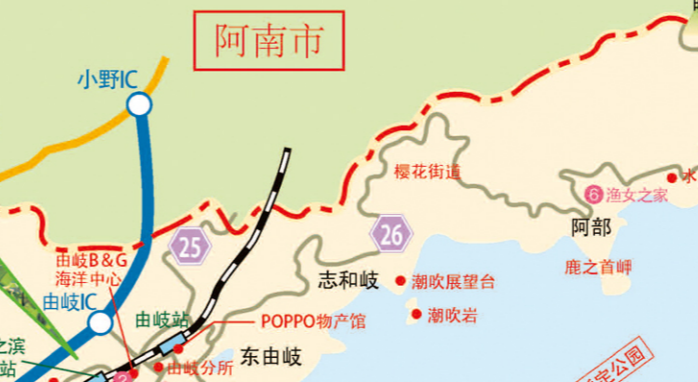 阿南市
小野IC
樱花街道
水
6
渔女之家
阿部
25
26
由岐B&G
海洋中心
鹿之首岬
志和岐
潮吹展望台
由岐IC
潮吹岩
由岐站
POPPO物产馆
之滨
站
东由岐
由岐分所
定公园